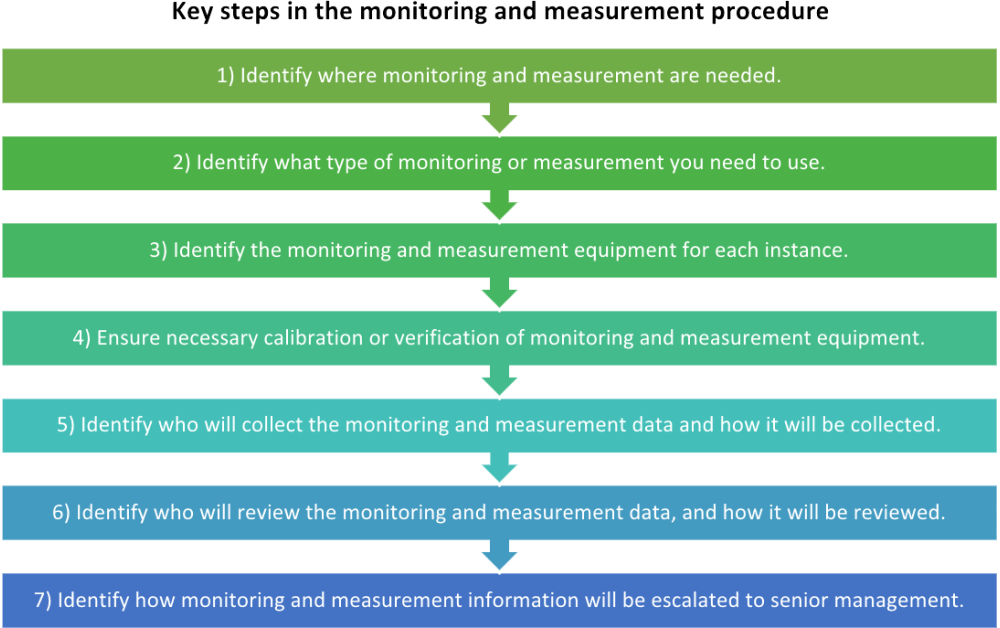 Key steps in the monitoring and measurement procedure
1) Identify where monitoring and measurement are needed.
2) Identify what type of monitoring or measurement you need to use.
3) Identify the monitoring and measurement equipment for each instance.
4) Ensure necessary calibration or verification of monitoring and measurement equipment.
5) Identify who will collect the monitoring and measurement data and how it will be collected.
6) Identify who will review the monitoring and measurement data, and how it will be reviewed.
7) Identify how monitoring and measurement information will be escalated to senior management.